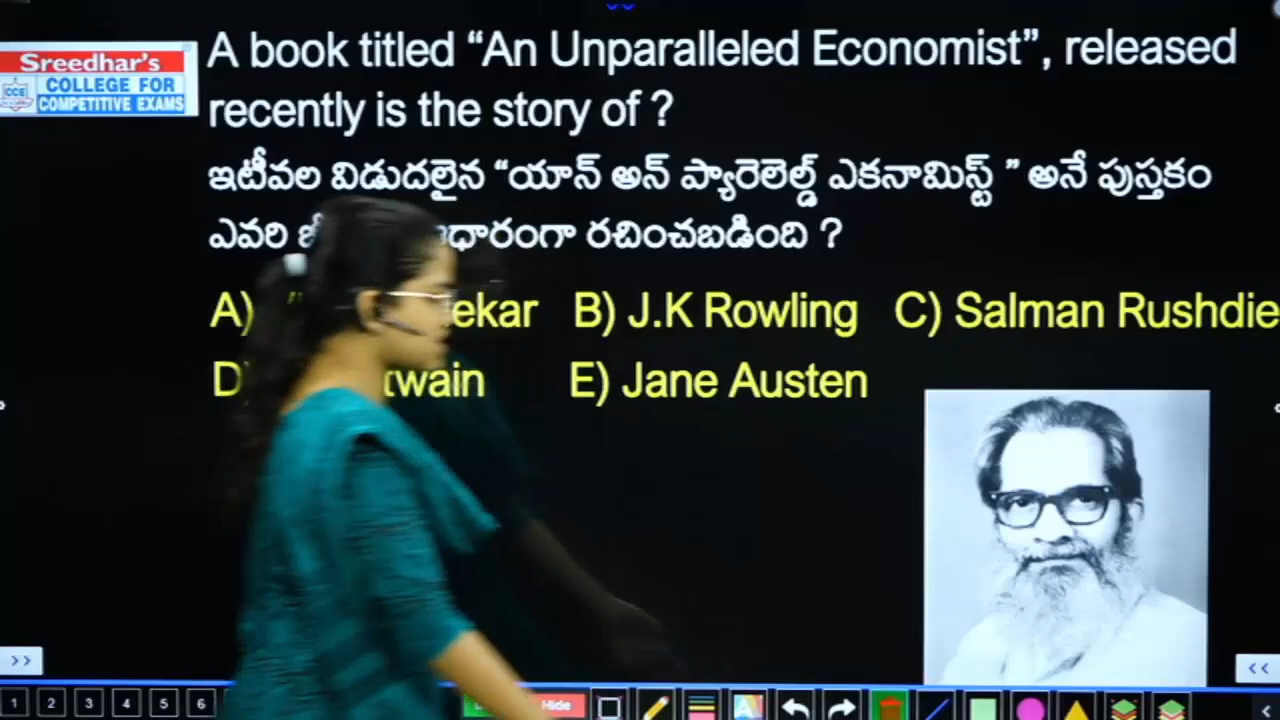 Sreedhar's
CCE
COLLEGE FOR
COMPETITIVE EXAMS
A book titled “An Unparalleled Economist”, released
recently is the story of ?
ఇటీవల విడుదలైన “యాన్ అన్ ప్యారెలెల్డ్ ఎకనామిస్ట్ ” అనే పుస్తకం
ఎవరి రచించబడింది ?
A) B) J.K Rowling C) Salman Rushdie
E) Jane Austen
>> <<
1 2 3 4 5 6 Hide <